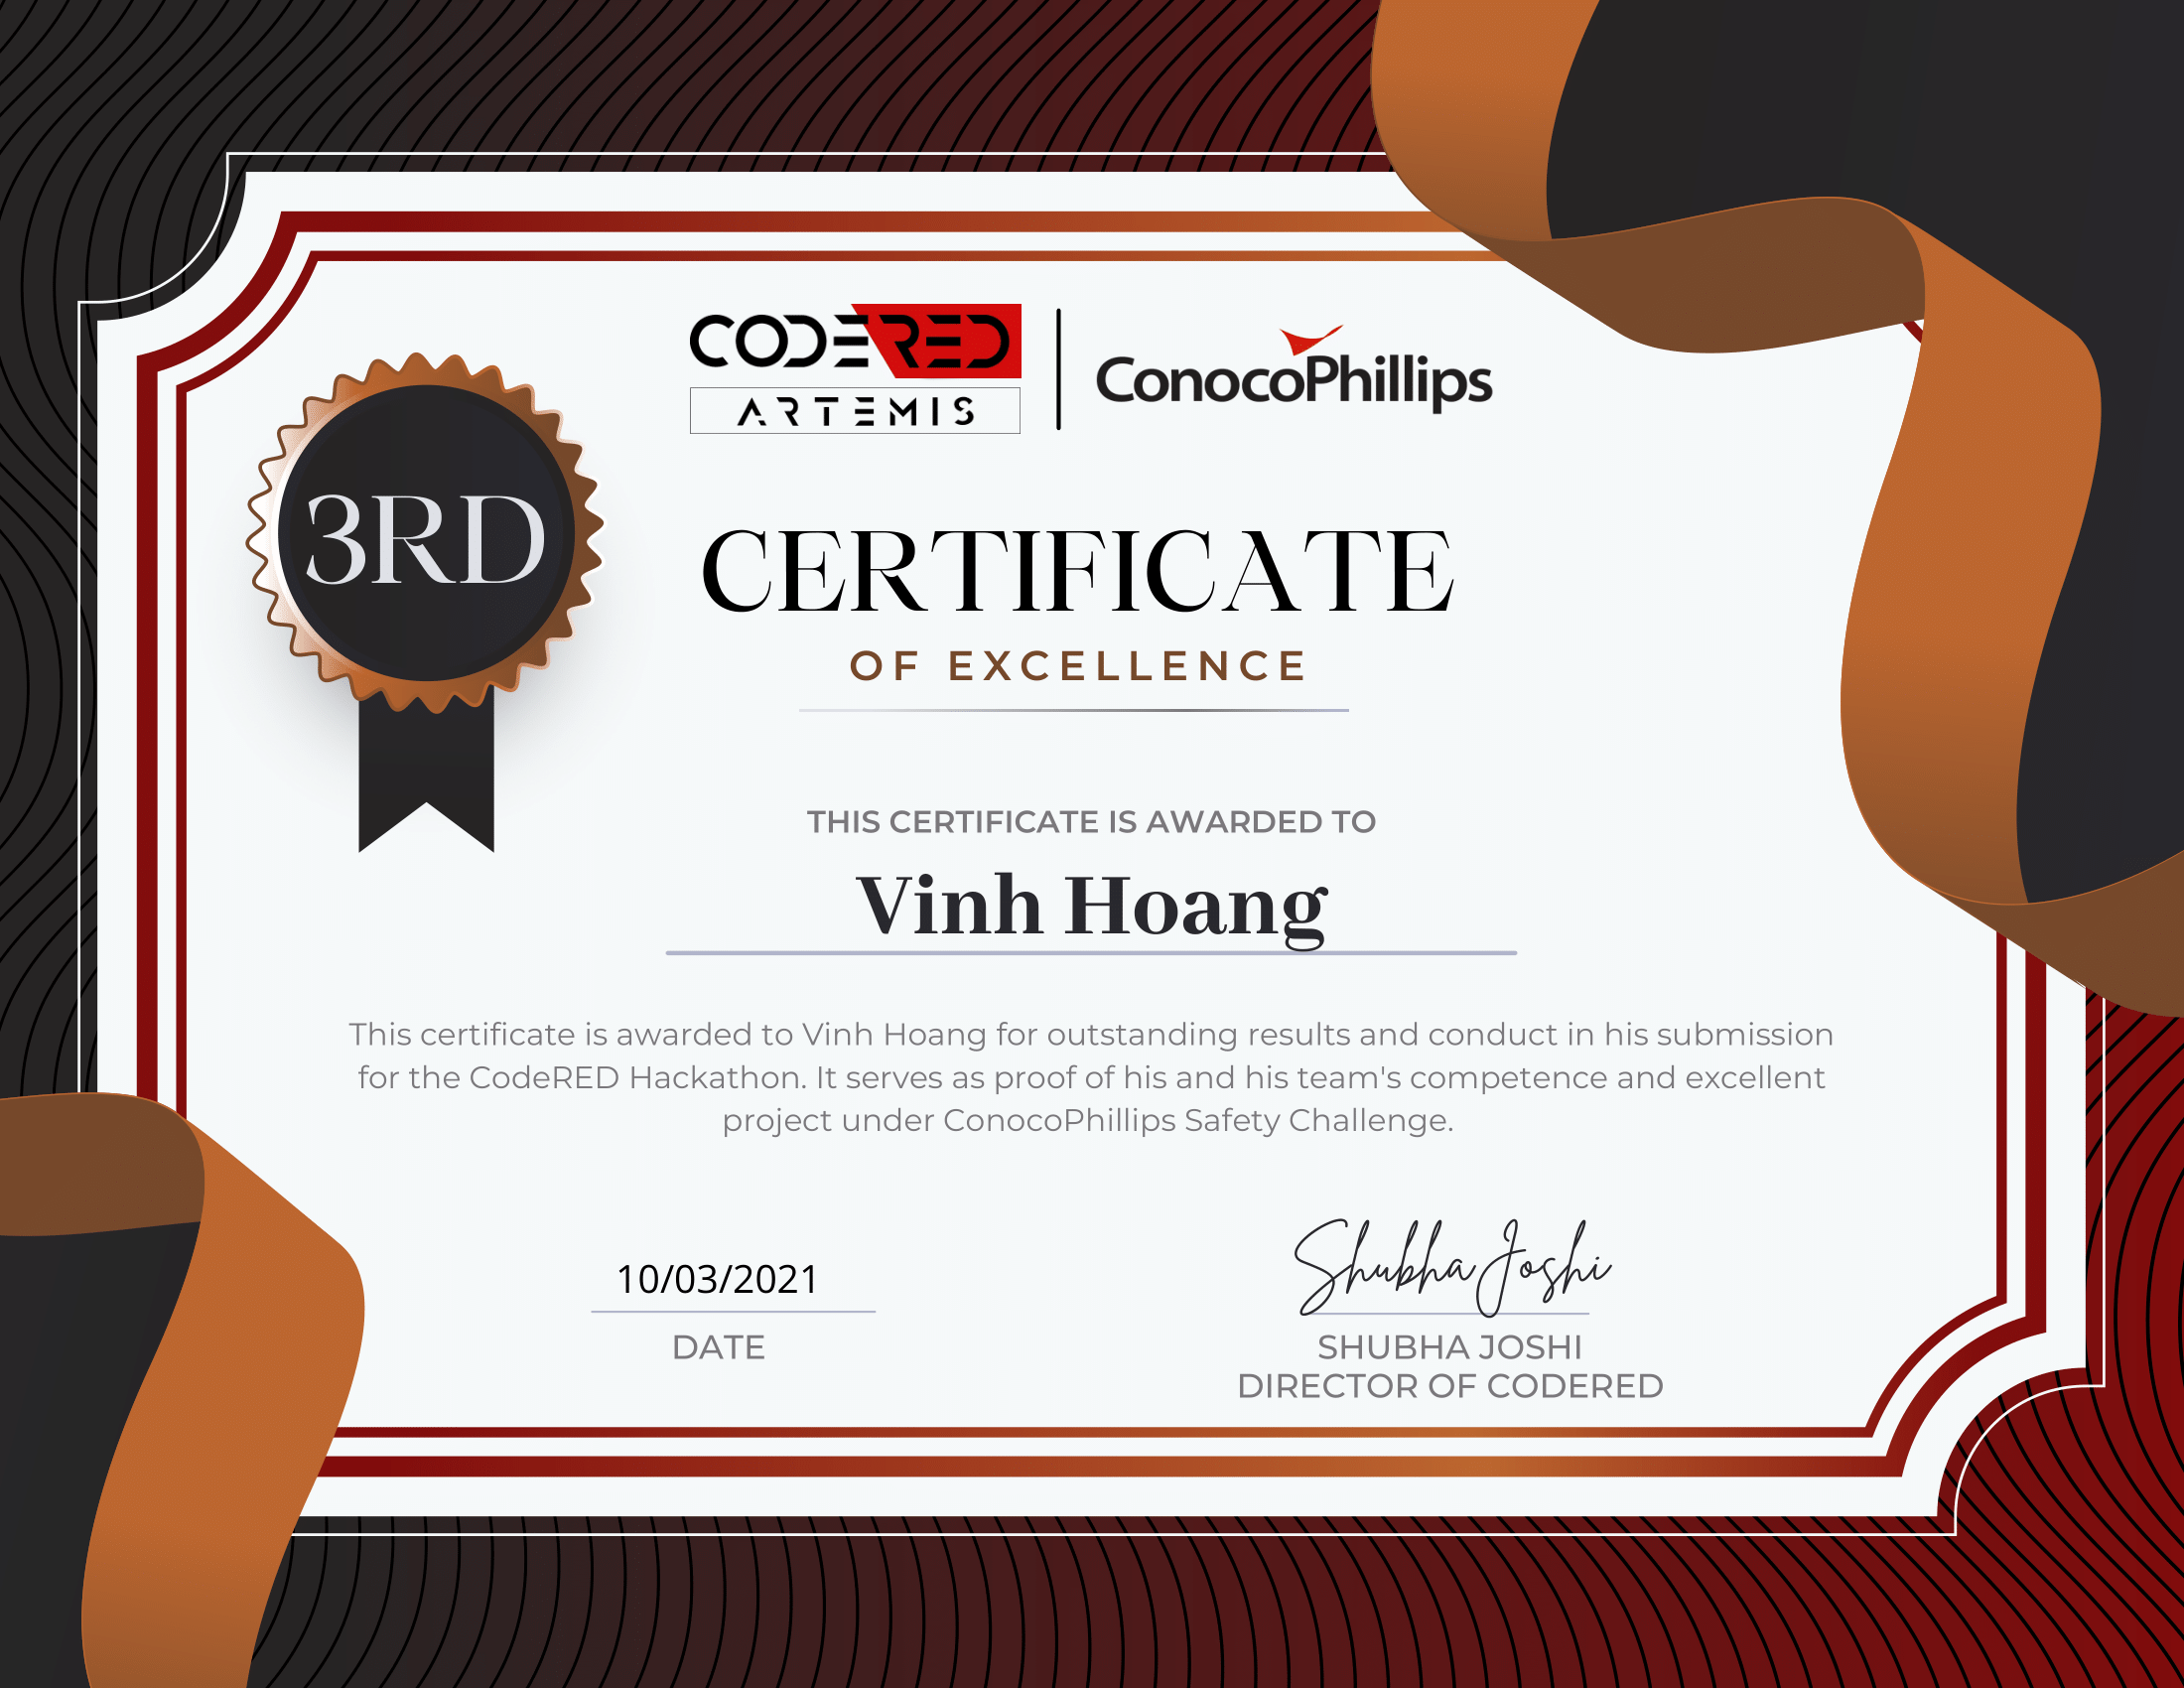 CODERED
ARTEMIS
ConocoPhillips
3RD
CERTIFICATE
OF EXCELLENCE
THIS CERTIFICATE IS AWARDED TO
Vinh Hoang
This certificate is awarded to Vinh Hoang for outstanding results and conduct in his submission
for the CodeRED Hackathon. It serves as proof of his and his team's competence and excellent
project under ConocoPhillips Safety Challenge.
10/03/2021
DATE
Shubha Joshi
SHUBHA JOSHI
DIRECTOR OF CODERED